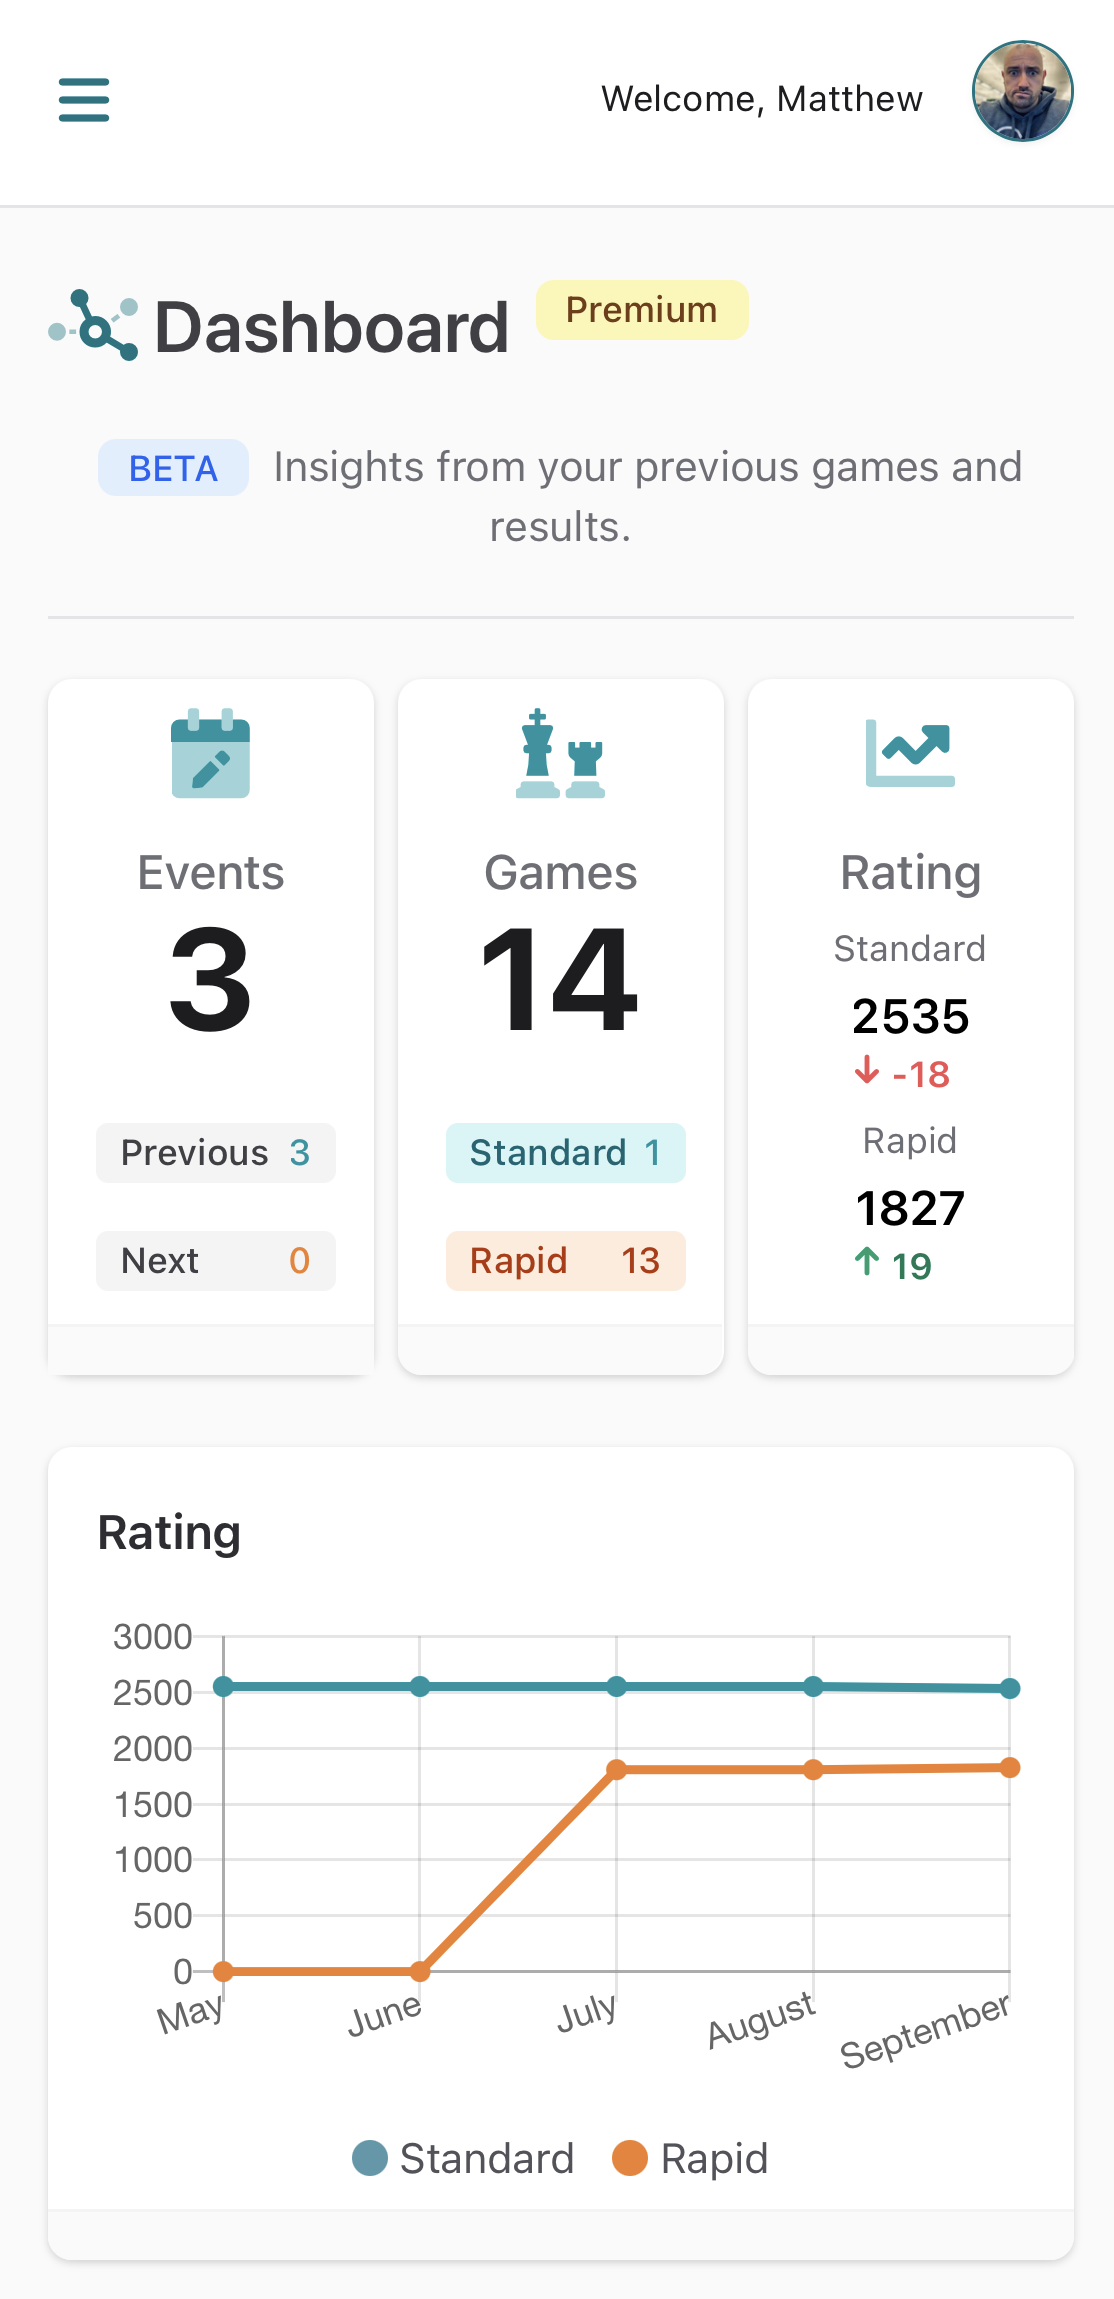 Welcome, Matthew
Dashboard
Premium
BETA Insights from your previous games and
results.
Events
3
Previous 3
Next 0
Games
14
Standard 1
Rapid 13
Rating
Standard
2535
-18
Rapid
1827
19
Rating
3000
2500
2000
1500
1000
500
0
May
June
July
August
September
Standard
Rapid